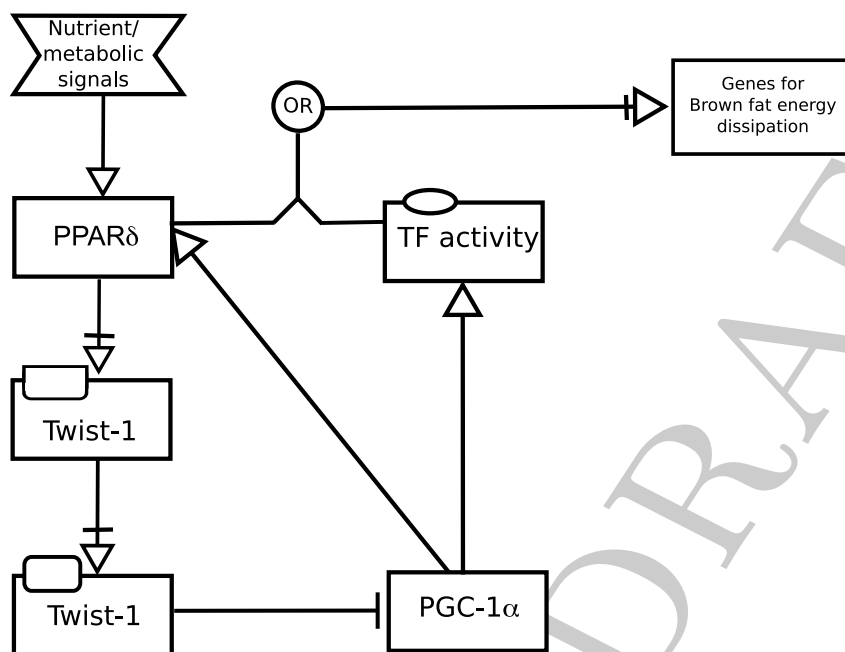 Nutrient/
metabolic
signals
OR
Genes for
Brown fat energy
dissipation
PPARδ
TF activity
Twist-1
Twist-1
PGC-1α
DRA